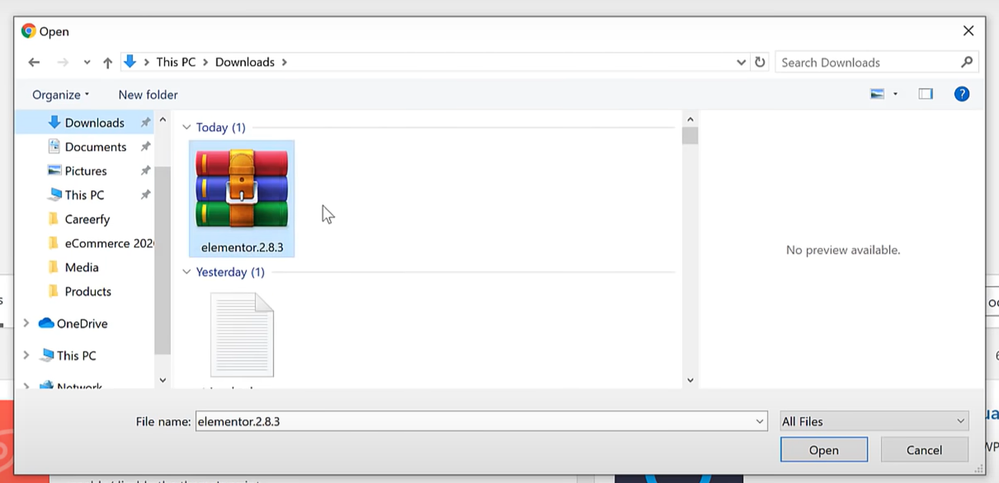 Open
This PC > Downloads >
Search Downloads
Organize
New folder
Downloads
Documents
Pictures
This PC
Careerfy
eCommerce 202
Media
Products
OneDrive
This PC
Network
Today (1)
elementor.2.8.3
Yesterday (1)
No preview available.
File name: elementor.2.8.3
All Files
Open
Cancel